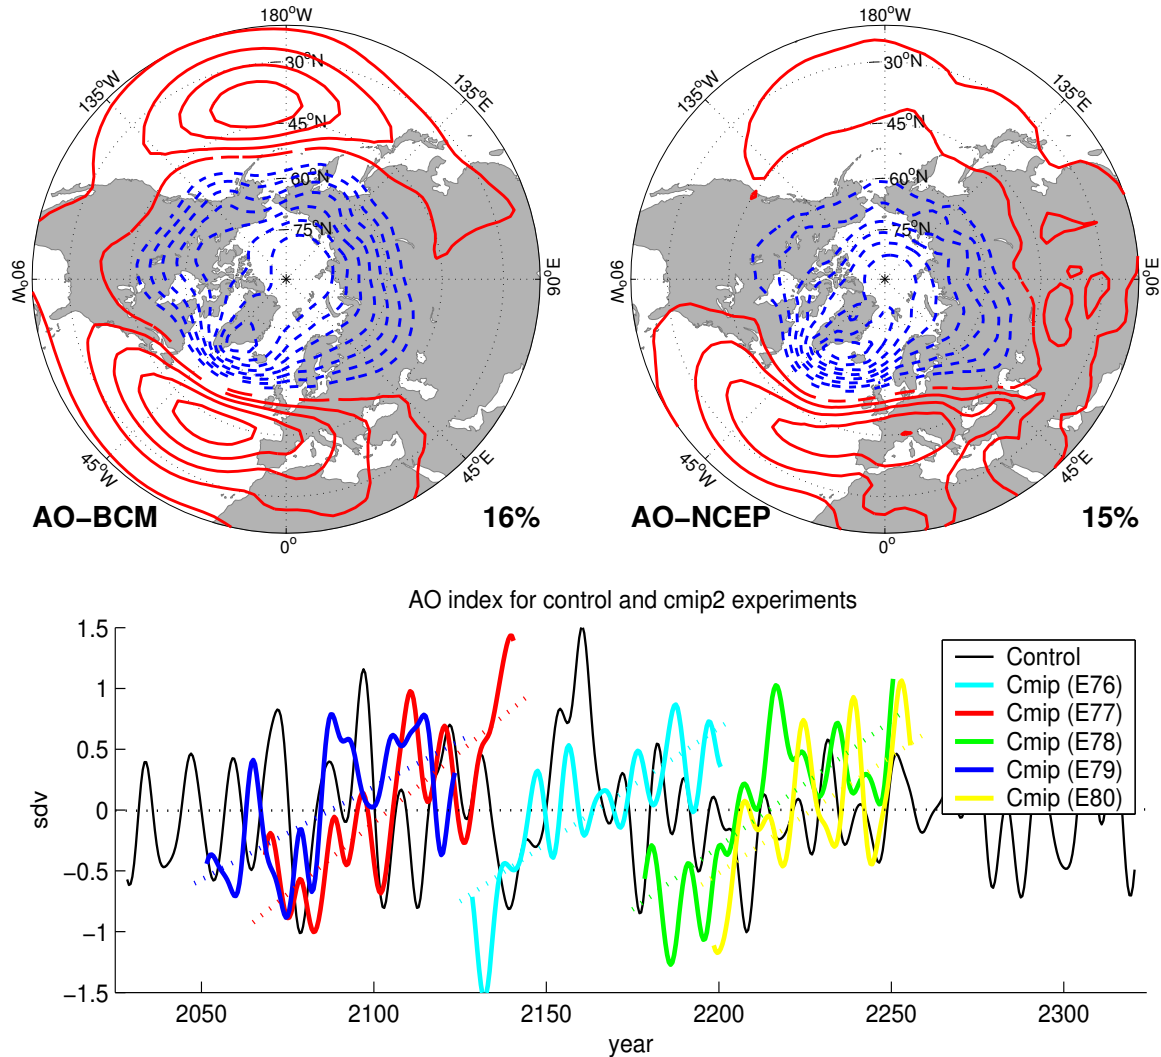 180°W 180°W
135°W 30°N 135°E 135°W 30°N 135°E
45°N 45°N
60°N 60°N
75°N 75°N
90°W 90°E 90°W 90°E
45°W 45°E 45°W 45°E
AO−BCM 16% AO−NCEP 15%
0° 0°
AO index for control and cmip2 experiments
1.5
1
0.5
0
−0.5
−1
−1.5
sdv
Control
Cmip (E76)
Cmip (E77)
Cmip (E78)
Cmip (E79)
Cmip (E80)
2050 2100 2150 2200 2250 2300
year